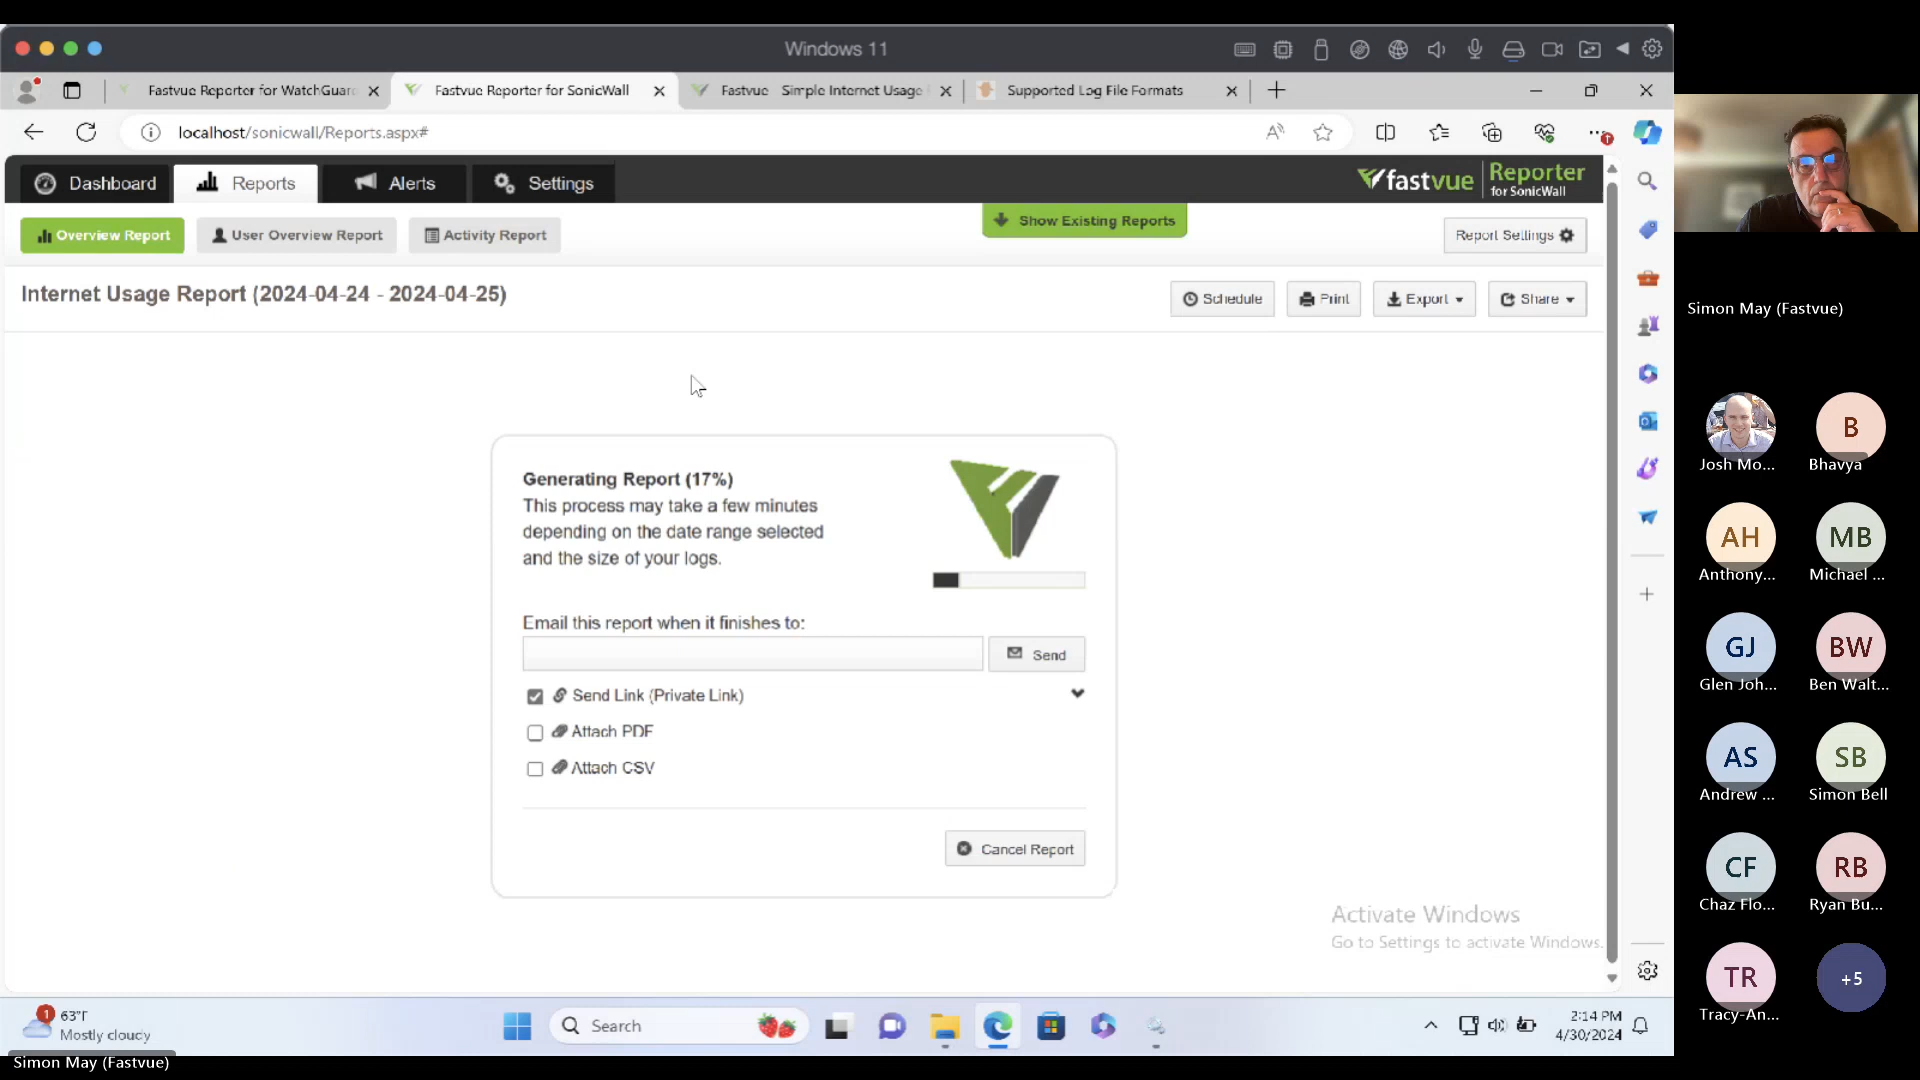 Windows 11
Fastvue Reporter for WatchGuard
Fastvue Reporter for SonicWall
Fastvue
Simple Internet Usage
Supported Log File Formats
localhost/sonicwall/Reports.aspx#
Dashboard
Reports
Alerts
Settings
fastvue
Reporter
for SonicWall
Overview Report
User Overview Report
Activity Report
Show Existing Reports
Report Settings
Internet Usage Report (2024-04-24 - 2024-04-25)
Schedule
Print
Export
Share
Generating Report (17%)
This process may take a few minutes
depending on the date range selected
and the size of your logs.
Email this report when it finishes to:
Send
Send Link (Private Link)
Attach PDF
Attach CSV
Cancel Report
Activate Windows
Go to Settings to activate Windows.
1
63°F
Mostly cloudy
Search
2:14 PM
4/30/2024
Simon May (Fastvue)
Simon May (Fastvue)
Josh Mo...
B
Bhavya
AH
Anthony...
MB
Michael ...
GJ
Glen Joh...
BW
Ben Walt...
AS
Andrew ...
SB
Simon Bell
CF
Chaz Flo...
RB
Ryan Bu...
TR
Tracy-An...
+5